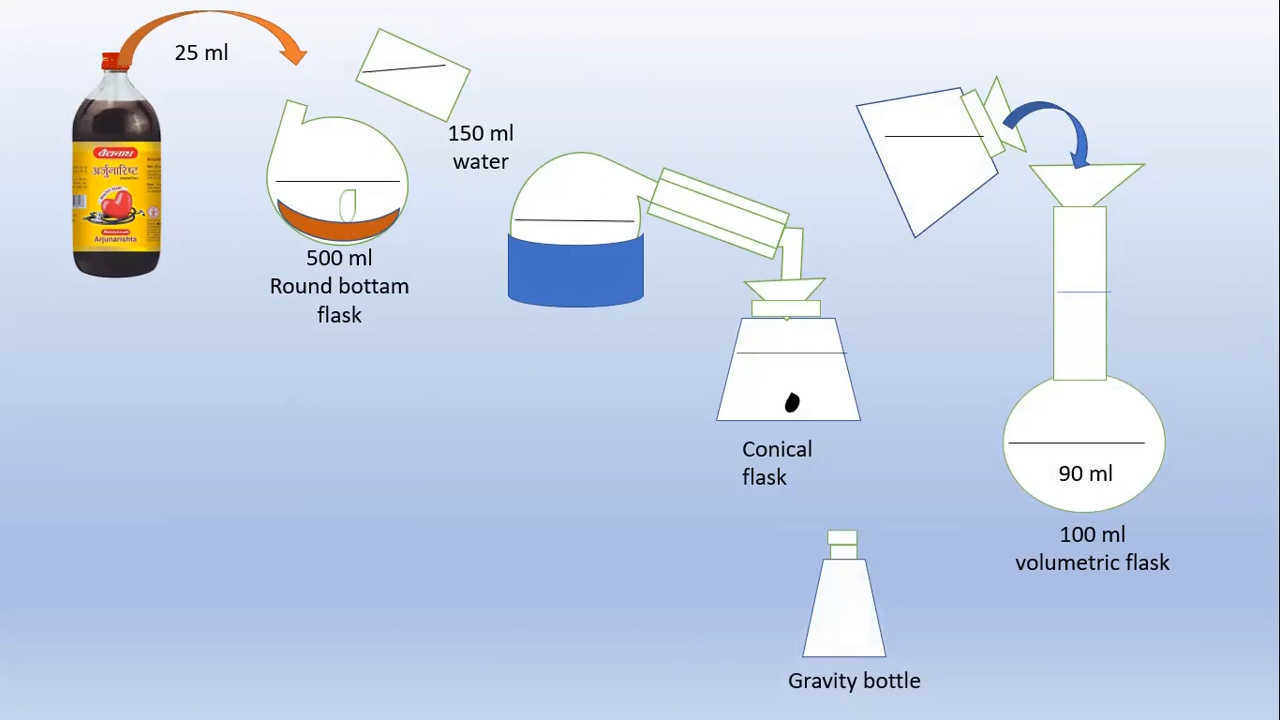 25 ml
150 ml
water
वैद्यनाथ
अर्जुनारिष्ट
Arjunarishta
500 ml
Round bottam
flask
Conical
flask
90 ml
100 ml
volumetric flask
Gravity bottle